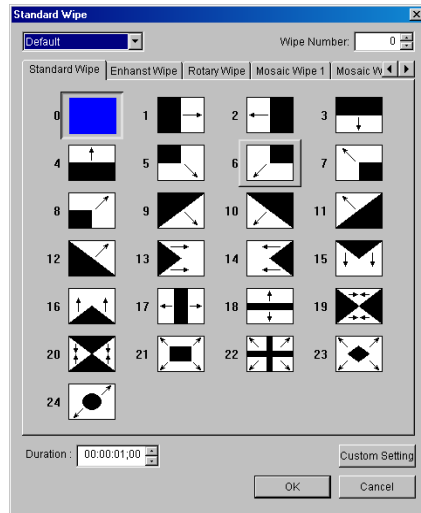 Standard Wipe
Default Wipe Number: 0
Standard Wipe Enhanst Wipe Rotary Wipe Mosaic Wipe 1 Mosaic W
0 1 2 3
4 5 6 7
8 9 10 11
12 13 14 15
16 17 18 19
20 21 22 23
24
Duration : 00:00:01;00 Custom Setting
OK Cancel